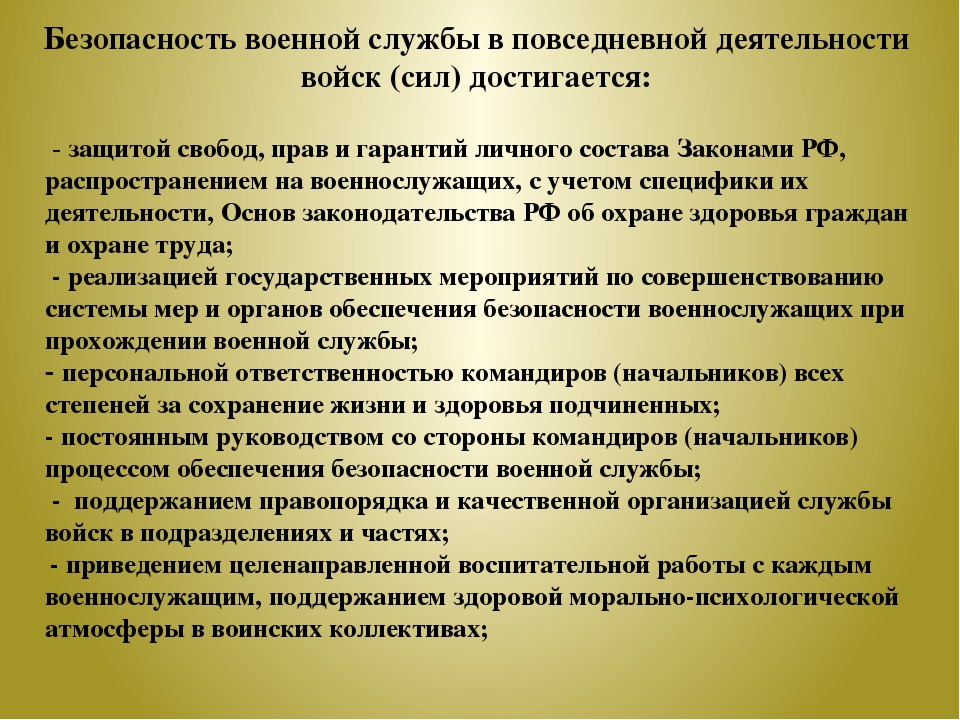 Безопасность военной службы в повседневной деятельности
войск (сил) достигается:
- защитой свобод, прав и гарантий личного состава Законами РФ,
распространением на военнослужащих, с учетом специфики их
деятельности, Основ законодательства РФ об охране здоровья граждан
и охране труда;
- реализацией государственных мероприятий по совершенствованию
системы мер и органов обеспечения безопасности военнослужащих при
прохождении военной службы;
- персональной ответственностью командиров (начальников) всех
степеней за сохранение жизни и здоровья подчиненных;
- постоянным руководством со стороны командиров (начальников)
процессом обеспечения безопасности военной службы;
- поддержанием правопорядка и качественной организацией службы
войск в подразделениях и частях;
- приведением целенаправленной воспитательной работы с каждым
военнослужащим, поддержанием здоровой морально-психологической
атмосферы в воинских коллективах;